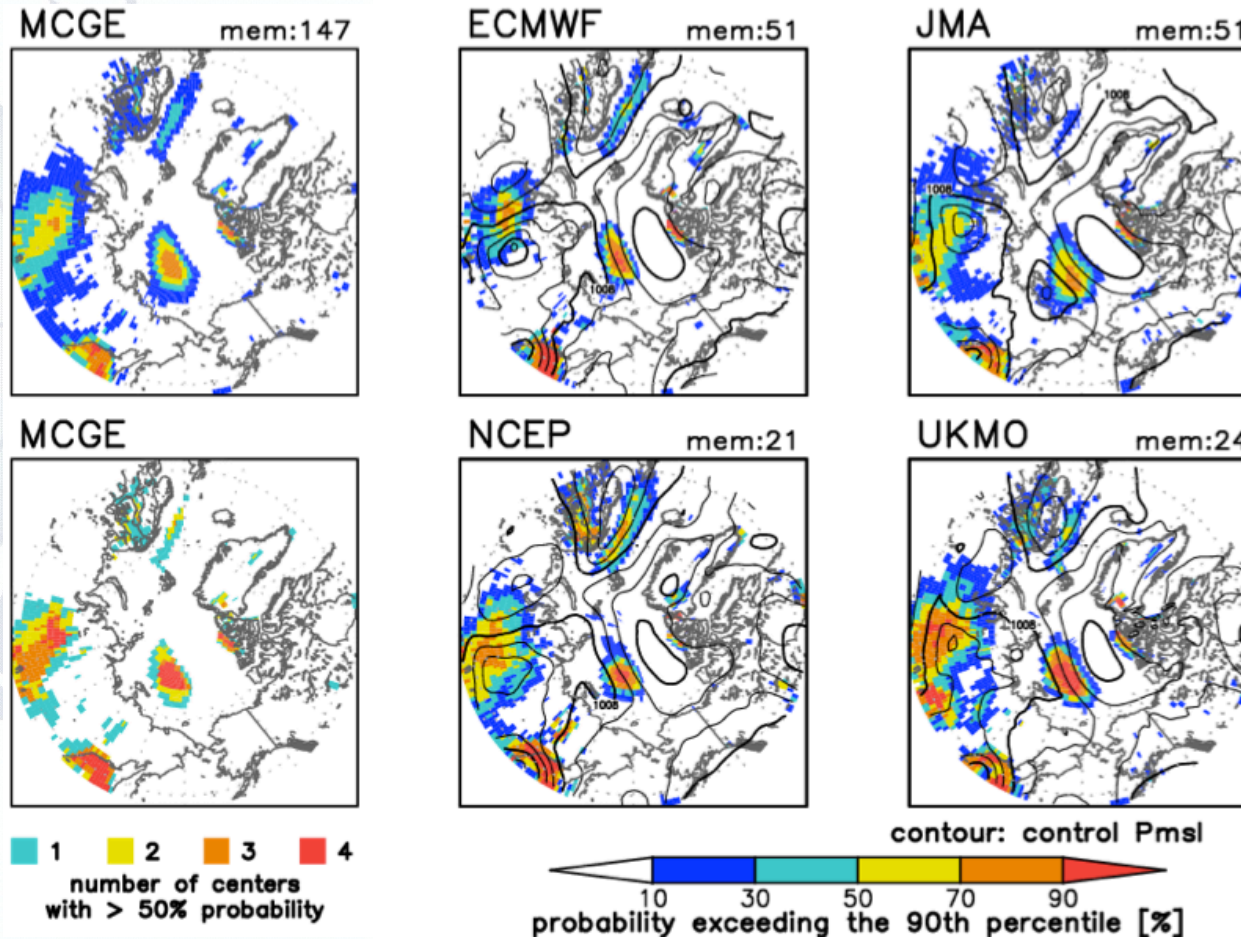 MCGE mem:147
ECMWF mem:51
JMA mem:51
1008
1008
1008
1008
MCGE
NCEP mem:21
UKMO mem:24
1008
1008
1 2 3 4
number of centers
with > 50% probability
contour: control Pmsl
10 30 50 70 90
probability exceeding the 90th percentile [%]